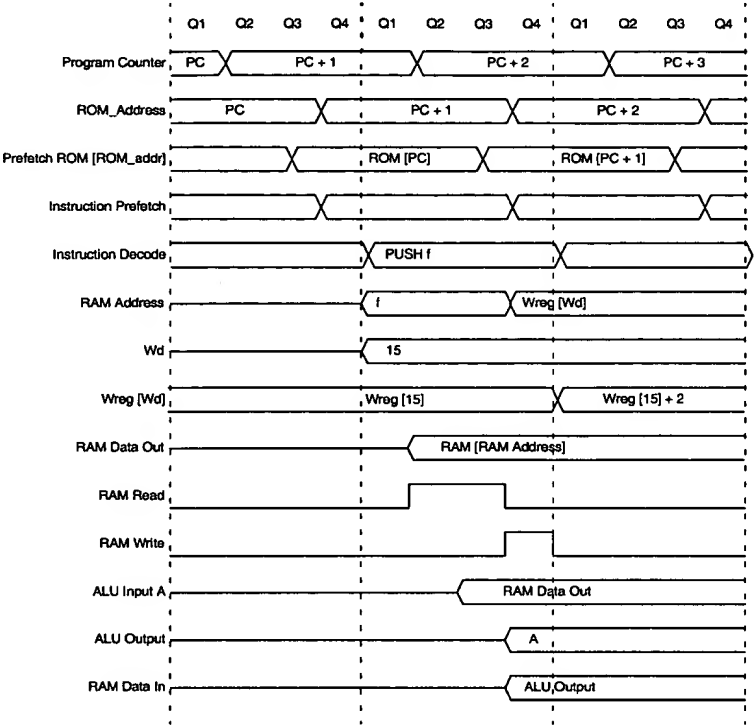 Q1 Q2 Q3 Q4 Q1 Q2 Q3 Q4 Q1 Q2 Q3 Q4
Program Counter PC PC + 1 PC + 2 PC + 3
ROM_Address PC PC + 1 PC + 2
Prefetch ROM [ROM_addr] ROM [PC] ROM [PC + 1]
Instruction Prefetch
Instruction Decode PUSH f
RAM Address f Wreg [Wd]
Wd 15
Wreg [Wd] Wreg [15] Wreg [15] + 2
RAM Data Out RAM [RAM Address]
RAM Read
RAM Write
ALU Input A RAM Data Out
ALU Output A
RAM Data In ALU Output